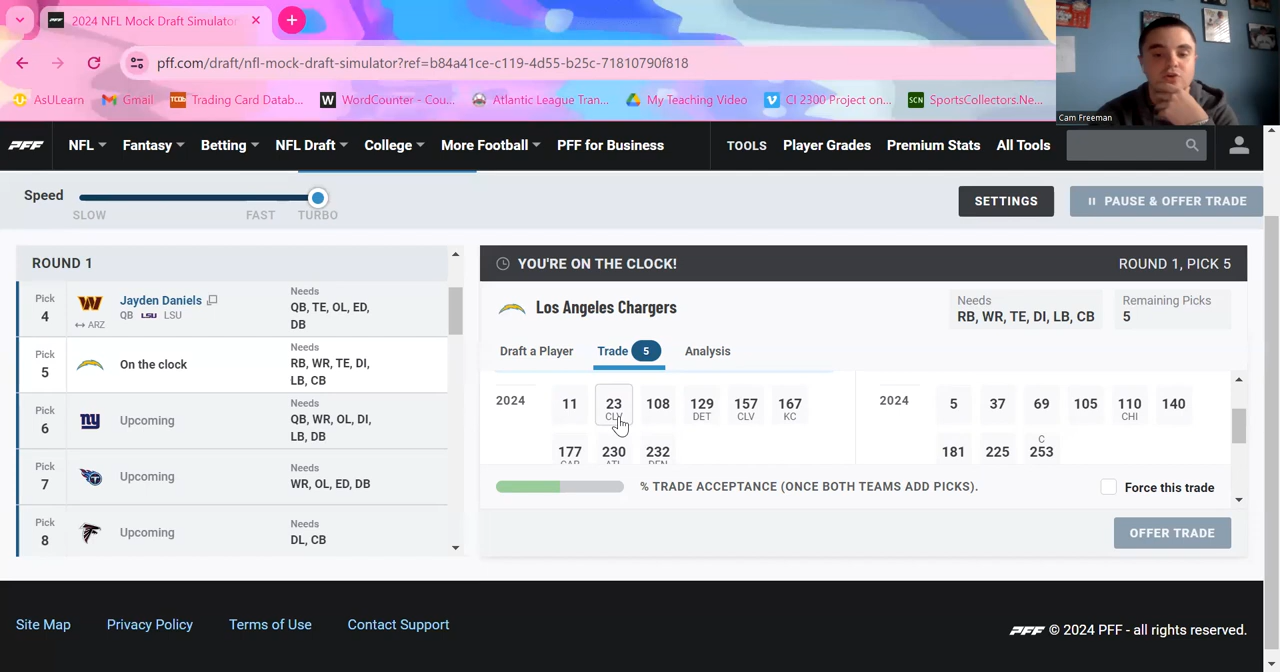 PFF 2024 NFL Mock Draft Simulator
pff.com/draft/nfl-mock-draft-simulator?ref=b84a41ce-c119-4d55-b25c-71810790f818
AsULearn
Gmail
TCDb Trading Card Datab...
W WordCounter - Cou...
Atlantic League Tran...
My Teaching Video
CI 2300 Project on...
SCN SportsCollectors.Ne...
Cam Freeman
PFF NFL Fantasy Betting NFL Draft College More Football PFF for Business TOOLS Player Grades Premium Stats All Tools
Speed
SLOW FAST TURBO
SETTINGS
PAUSE & OFFER TRADE
ROUND 1
Pick
4
W
Jayden Daniels
QB LSU LSU
↔ ARZ
Needs
QB, TE, OL, ED,
DB
Pick
5
On the clock
Needs
RB, WR, TE, DI,
LB, CB
Pick
6
ny
Upcoming
Needs
QB, WR, OL, DI,
LB, DB
Pick
7
Upcoming
Needs
WR, OL, ED, DB
Pick
8
Upcoming
Needs
DL, CB
YOU'RE ON THE CLOCK!
ROUND 1, PICK 5
Los Angeles Chargers
Needs
RB, WR, TE, DI, LB, CB
Remaining Picks
5
Draft a Player Trade 5 Analysis
2024 11 23 108 129 157 167
CLV DET CLV KC
177 230 232
CAR ATL DEN
2024 5 37 69 105 110 140
CHI
181 225 253
C
% TRADE ACCEPTANCE (ONCE BOTH TEAMS ADD PICKS).
Force this trade
OFFER TRADE
Site Map Privacy Policy Terms of Use Contact Support
PFF © 2024 PFF - all rights reserved.